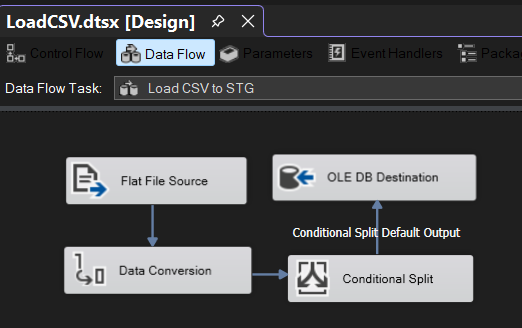 LoadCSV.dtsx [Design]
Control Flow Data Flow Parameters Event Handlers Packa
Data Flow Task: Load CSV to STG
Flat File Source OLE DB Destination
Conditional Split Default Output
Data Conversion Conditional Split